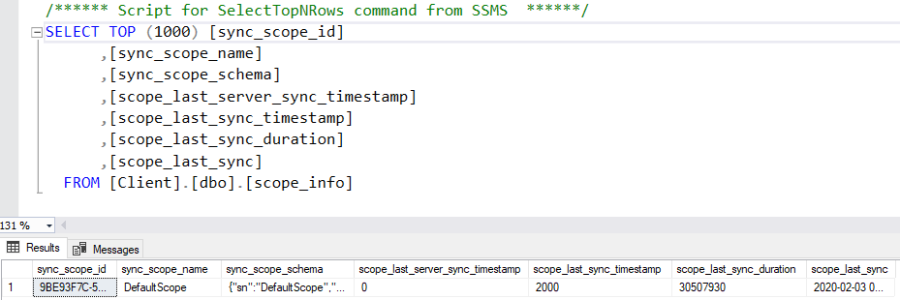 /****** Script for SelectTopNRows command from SSMS  ******/
SELECT TOP (1000) [sync_scope_id]
,[sync_scope_name]
,[sync_scope_schema]
,[scope_last_server_sync_timestamp]
,[scope_last_sync_timestamp]
,[scope_last_sync_duration]
,[scope_last_sync]
FROM [Client].[dbo].[scope_info]
131 %
Results Messages
sync_scope_id sync_scope_name sync_scope_schema scope_last_server_sync_timestamp scope_last_sync_timestamp scope_last_sync_duration scope_last_sync
1 9BE93F7C-5... DefaultScope {"sn":"DefaultScope","... 0 2000 30507930 2020-02-03 0...